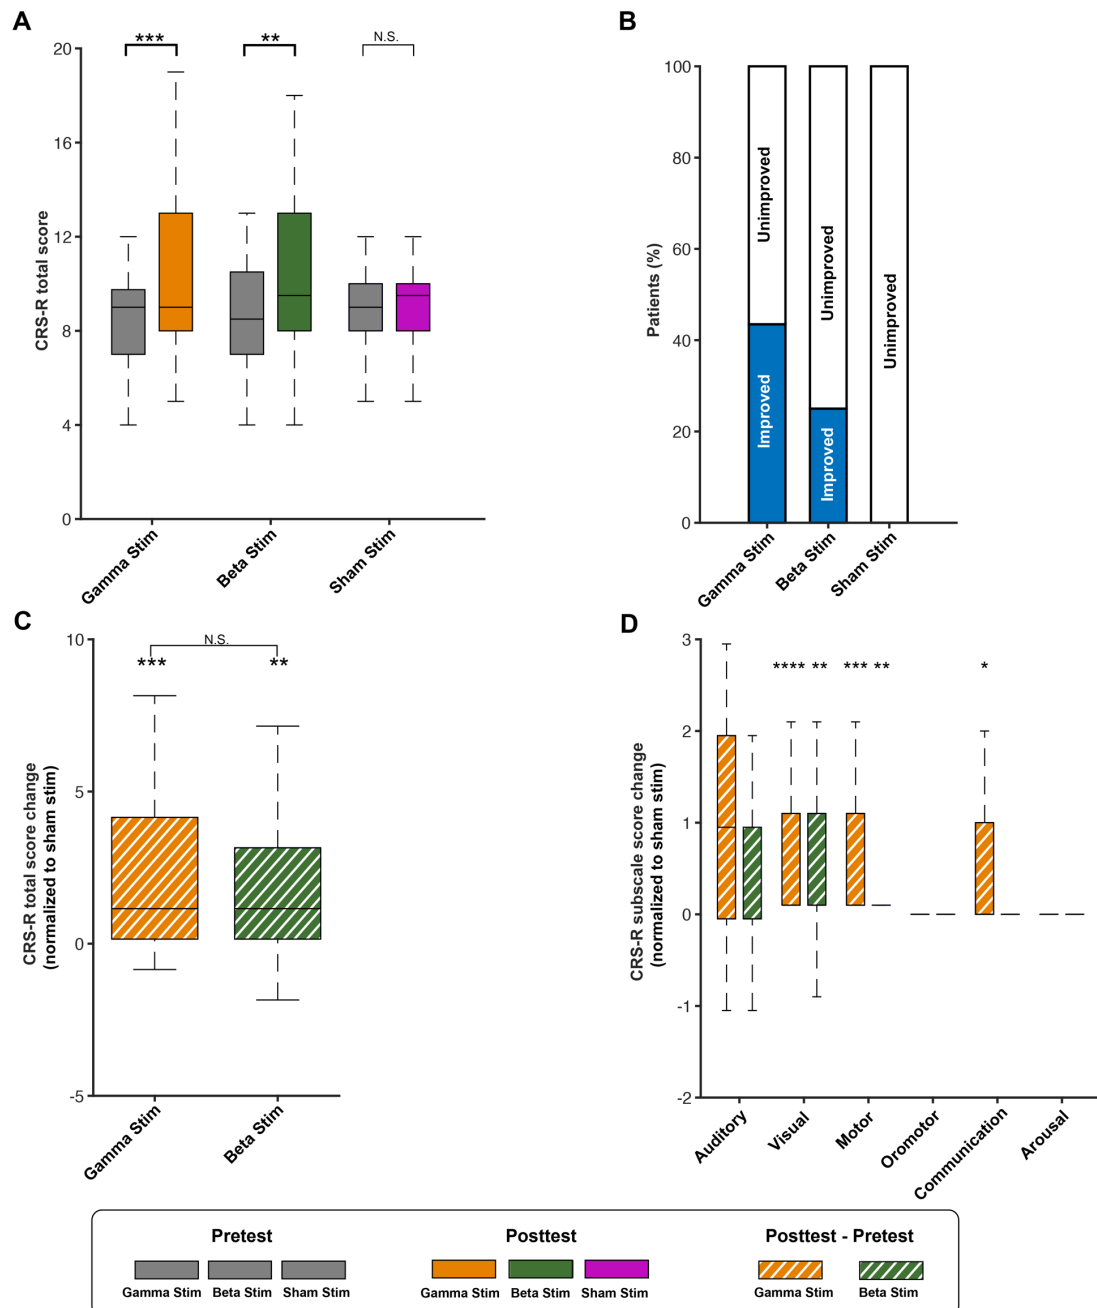 A
***
**
N.S.
20
16
12
8
4
0
CRS-R total score
Gamma Stim
Beta Stim
Sham Stim
B
100
80
60
40
20
0
Patients (%)
Unimproved
Improved
Unimproved
Improved
Unimproved
Gamma Stim
Beta Stim
Sham Stim
C
N.S.
***
**
10
5
0
-5
CRS-R total score change
(normalized to sham stim)
Gamma Stim
Beta Stim
D
**** ** *** ** *
3
2
1
0
-1
-2
CRS-R subscale score change
(normalized to sham stim)
Auditory
Visual
Motor
Oromotor
Communication
Arousal
Pretest
Gamma Stim Beta Stim Sham Stim
Posttest
Gamma Stim Beta Stim Sham Stim
Posttest - Pretest
Gamma Stim Beta Stim